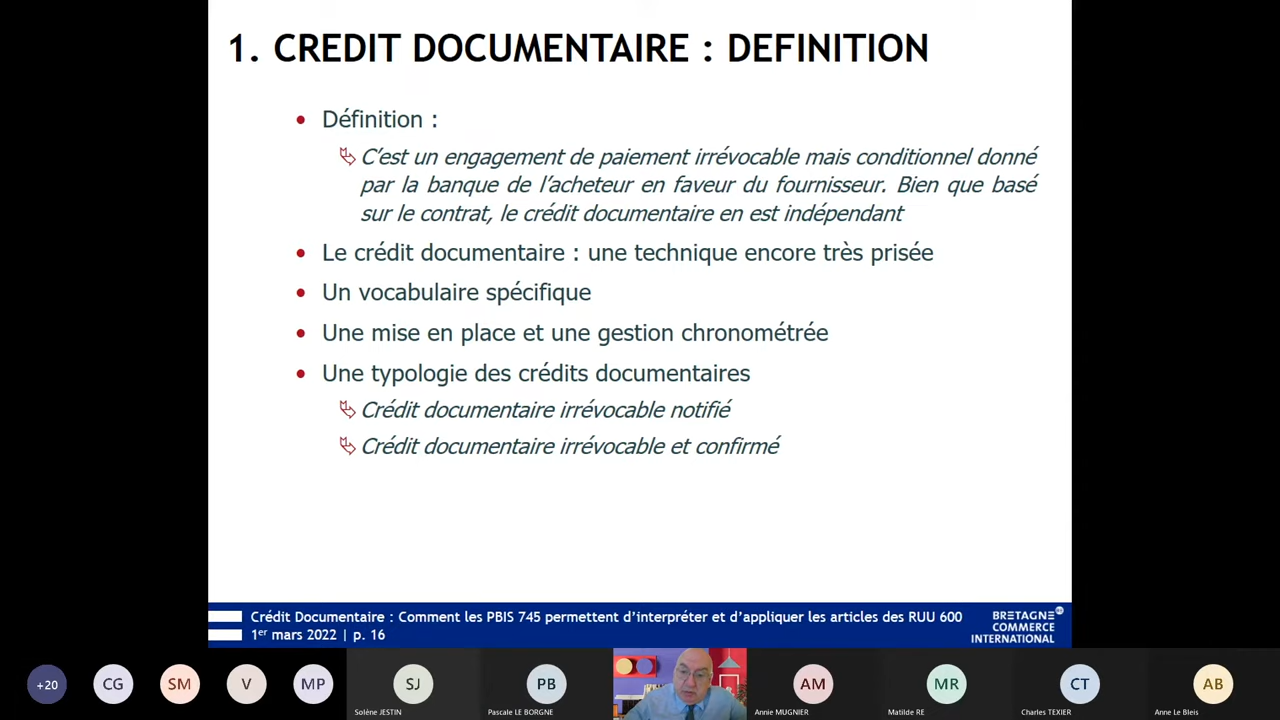 1. CREDIT DOCUMENTAIRE : DEFINITION
Définition :
C’est un engagement de paiement irrévocable mais conditionnel donné
par la banque de l’acheteur en faveur du fournisseur. Bien que basé
sur le contrat, le crédit documentaire en est indépendant
Le crédit documentaire : une technique encore très prisée
Un vocabulaire spécifique
Une mise en place et une gestion chronométrée
Une typologie des crédits documentaires
Crédit documentaire irrévocable notifié
Crédit documentaire irrévocable et confirmé
Crédit Documentaire : Comment les PBIS 745 permettent d’interpréter et d’appliquer les articles des RUU 600
1er mars 2022 | p. 16
BRETAGNE
COMMERCE
INTERNATIONAL
+20
CG
SM
V
MP
SJ
PB
AM
MR
CT
AB
Solène JESTIN
Pascale LE BORGNE
Annie MUGNIER
Matilde RE
Charles TEXIER
Anne Le Bleis